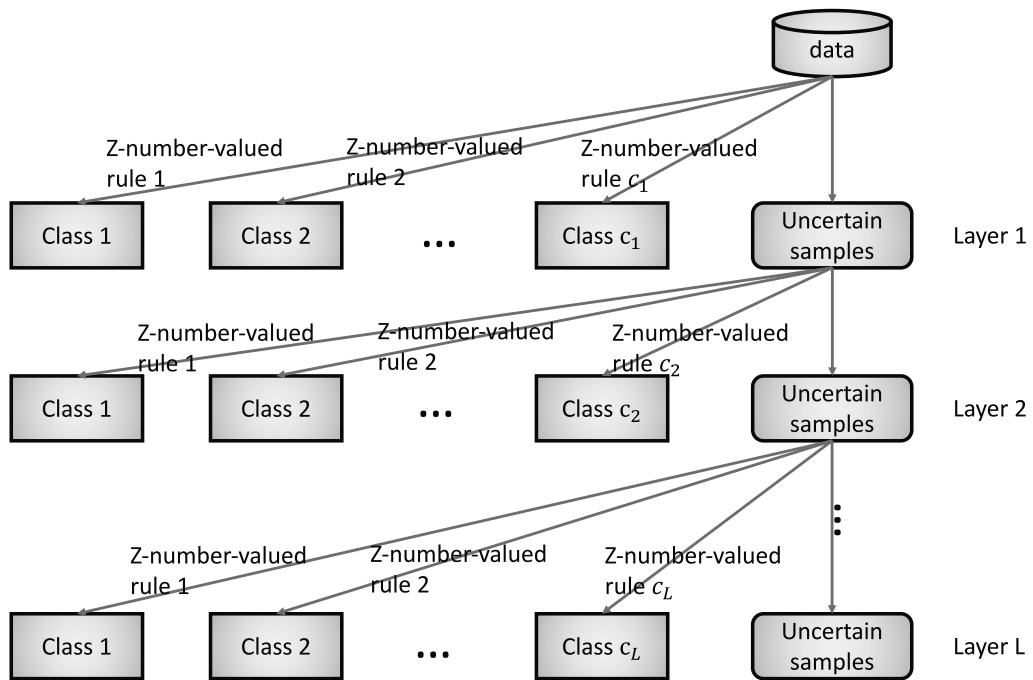 data
Z-number-valued
rule 1
Z-number-valued
rule 2
Z-number-valued
rule c₁
Class 1
Class 2
...
Class c₁
Uncertain
samples
Layer 1
Z-number-valued
rule 1
Z-number-valued
rule 2
Z-number-valued
rule c₂
Class 1
Class 2
...
Class c₂
Uncertain
samples
Layer 2
...
Z-number-valued
rule 1
Z-number-valued
rule 2
Z-number-valued
rule c_L
Class 1
Class 2
...
Class c_L
Uncertain
samples
Layer L